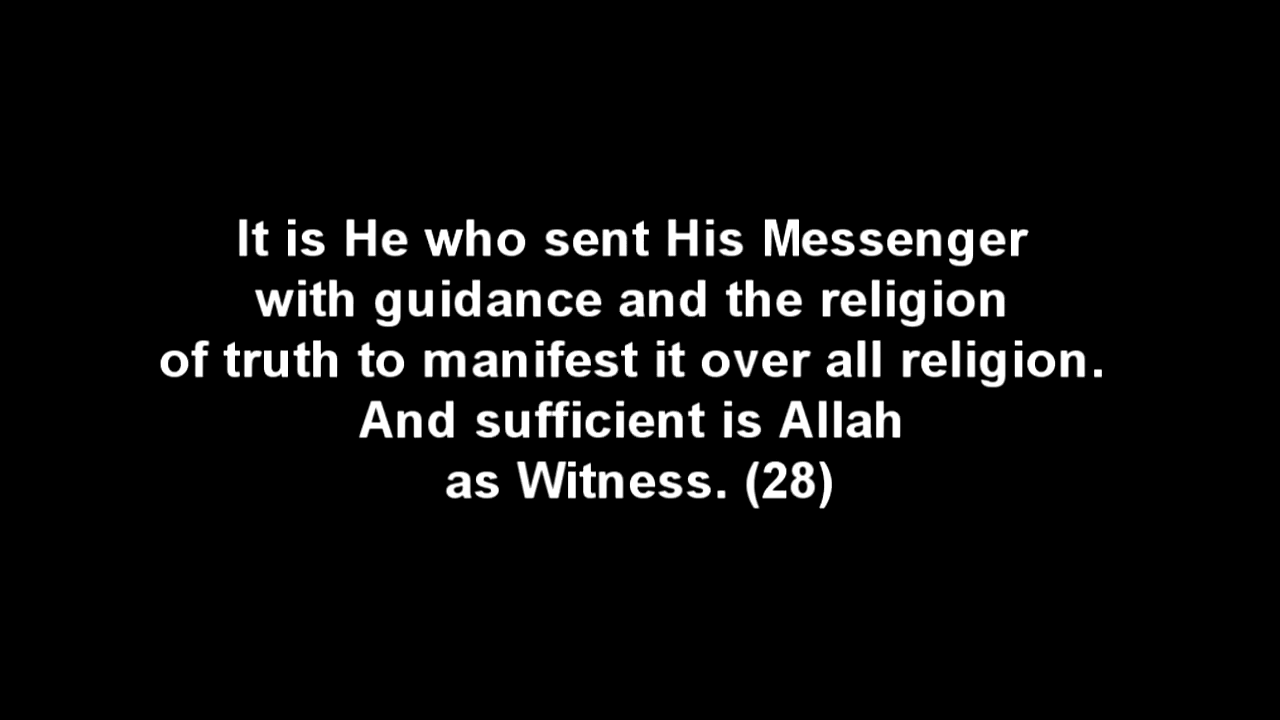 It is He who sent His Messenger
with guidance and the religion
of truth to manifest it over all religion.
And sufficient is Allah
as Witness. (28)